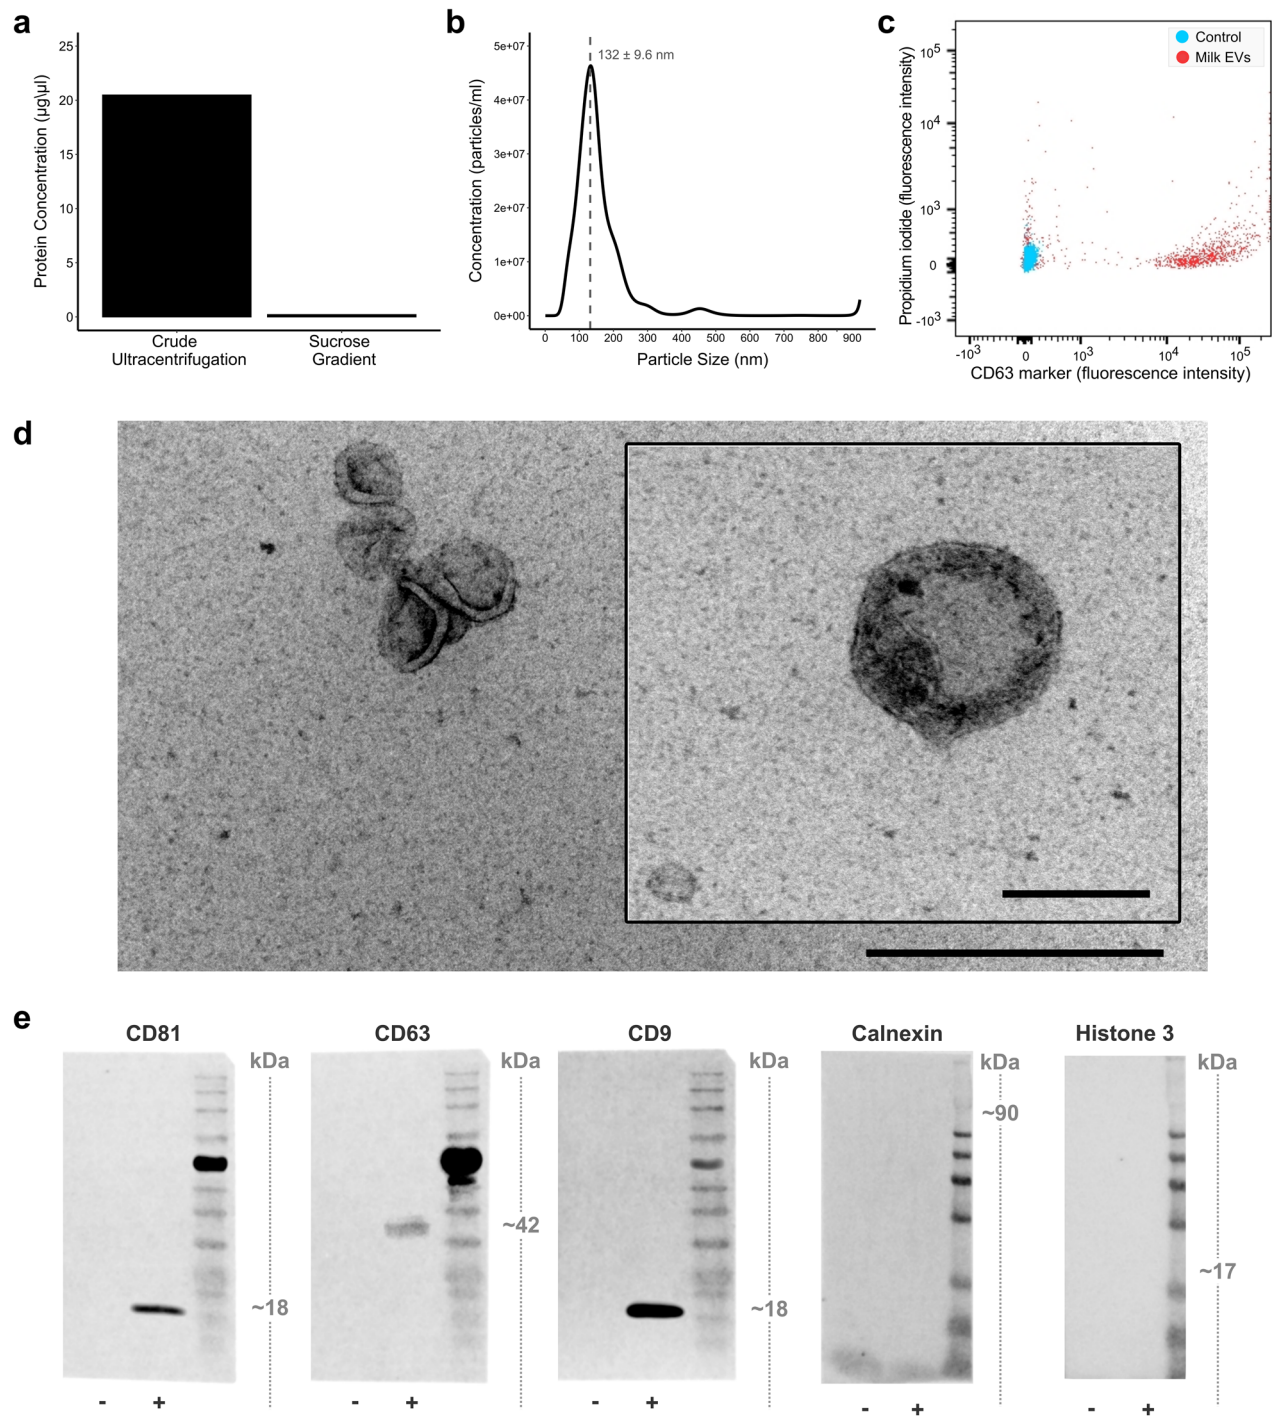 a
25
20
15
10
5
0
Protein Concentration (µg\µl)
Crude
Ultracentrifugation
Sucrose
Gradient
b
132 ± 9.6 nm
5e+07
4e+07
3e+07
2e+07
1e+07
0e+00
Concentration (particles/ml)
0 100 200 300 400 500 600 700 800 900
Particle Size (nm)
c
Control
Milk EVs
10⁵
10⁴
10³
0
-10³
Propidium iodide (fluorescence intensity)
-10³ 0 10³ 10⁴ 10⁵
CD63 marker (fluorescence intensity)
d
e
CD81
kDa
~18
- +
CD63
kDa
~42
- +
CD9
kDa
~18
- +
Calnexin
kDa
~90
- +
Histone 3
kDa
~17
- +